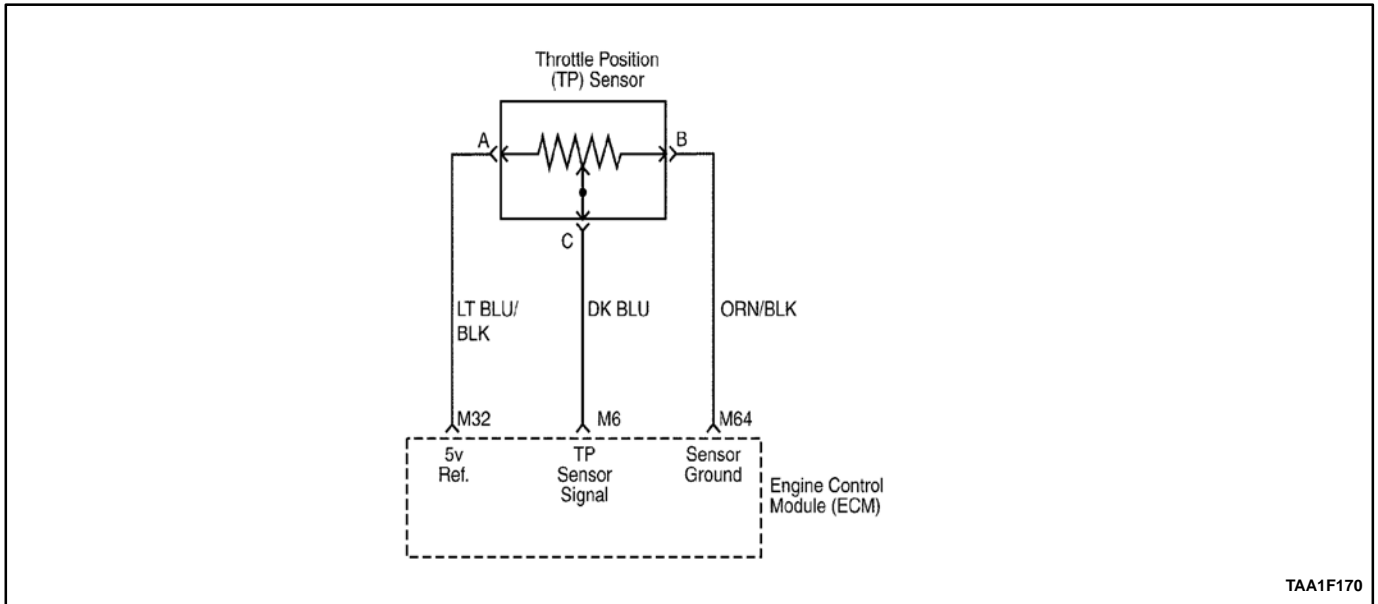 Throttle Position
(TP) Sensor
A
B
C
LT BLU/
BLK
DK BLU
ORN/BLK
M32
M6
M64
5v
Ref.
TP
Sensor
Signal
Sensor
Ground
Engine Control
Module (ECM)
TAA1F170